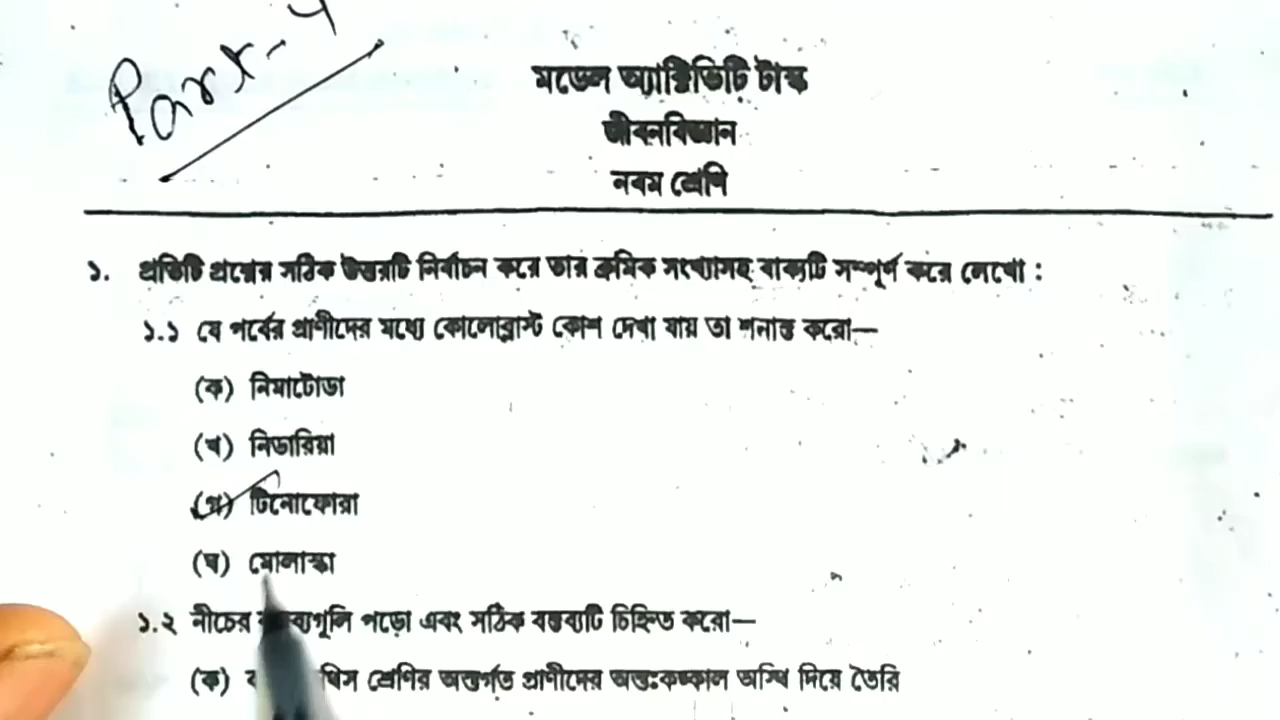 Part-4
মডেল অ্যাক্টিভিটি টাস্ক
জীবনবিজ্ঞান
নবম শ্রেণি
১. প্রতিটি প্রশ্নের সঠিক উত্তরটি নির্বাচন করে তার ক্রমিক সংখ্যাসহ বাক্যটি সম্পূর্ণ করে লেখো :
১.১ যে পর্বের প্রাণীদের মধ্যে কোলোব্লাস্ট কোশ দেখা যায় তা শনাক্ত করো—
(ক) নিমাটোডা
(খ) নিডারিয়া
(গ) টিনোফোরা
(ঘ) মোলাস্কা
১.২ নীচের পড়ো এবং সঠিক বক্তব্যটি চিহ্নিত করো—
(ক) শ্রেণির অন্তর্গত প্রাণীদের অন্তঃকঙ্কাল অস্থি দিয়ে তৈরি